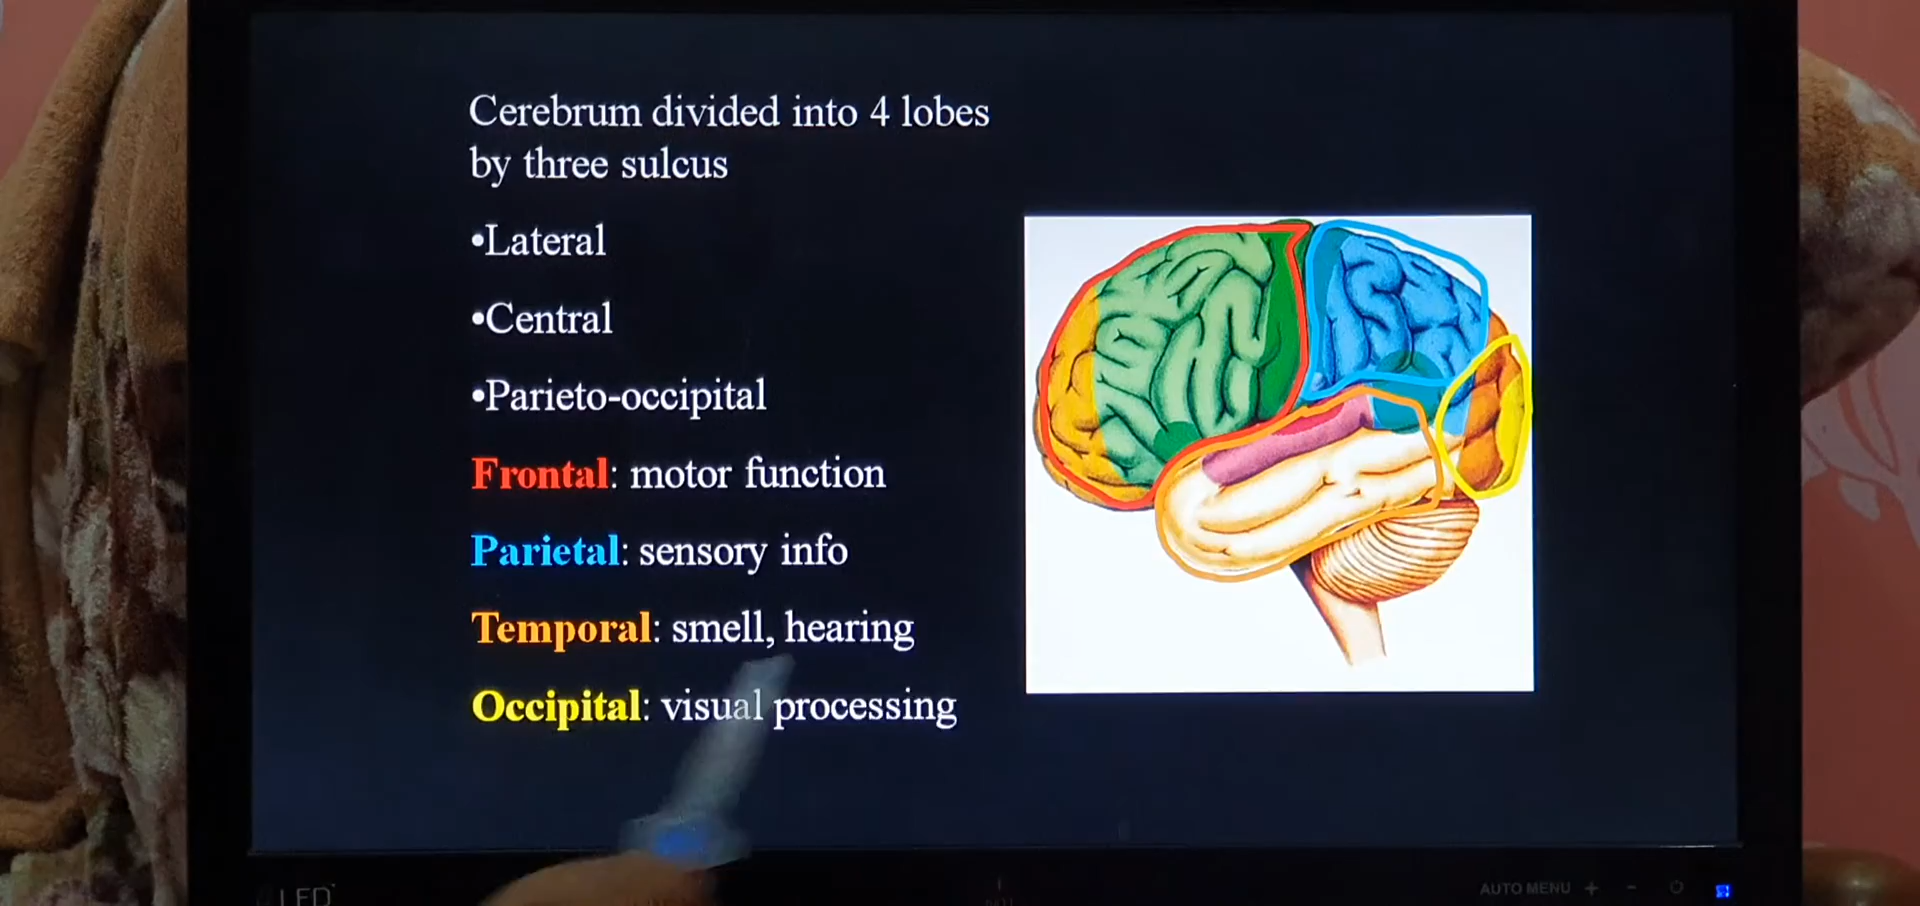 Cerebrum divided into 4 lobes
by three sulcus
•Lateral
•Central
•Parieto-occipital
Frontal: motor function
Parietal: sensory info
Temporal: smell, hearing
Occipital: visual processing
LED
AUTO MENU + -